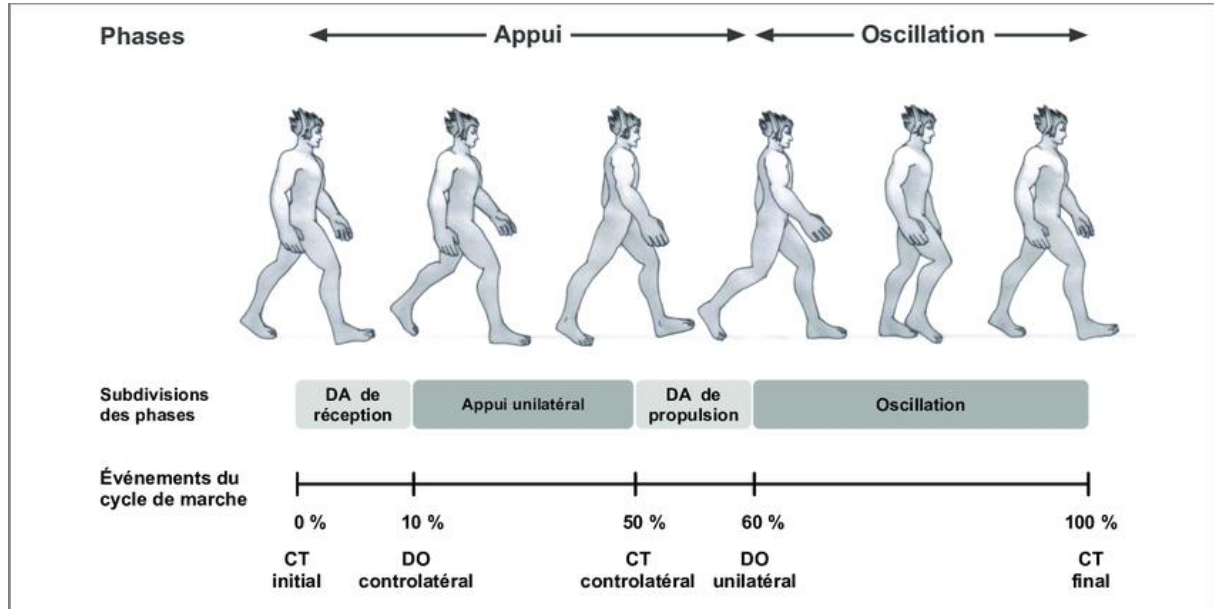 Phases
Appui
Oscillation
Subdivisions
des phases
DA de
réception
Appui unilatéral
DA de
propulsion
Oscillation
Événements du
cycle de marche
0 %
10 %
50 %
60 %
100 %
CT
initial
DO
controlatéral
CT
controlatéral
DO
unilatéral
CT
final